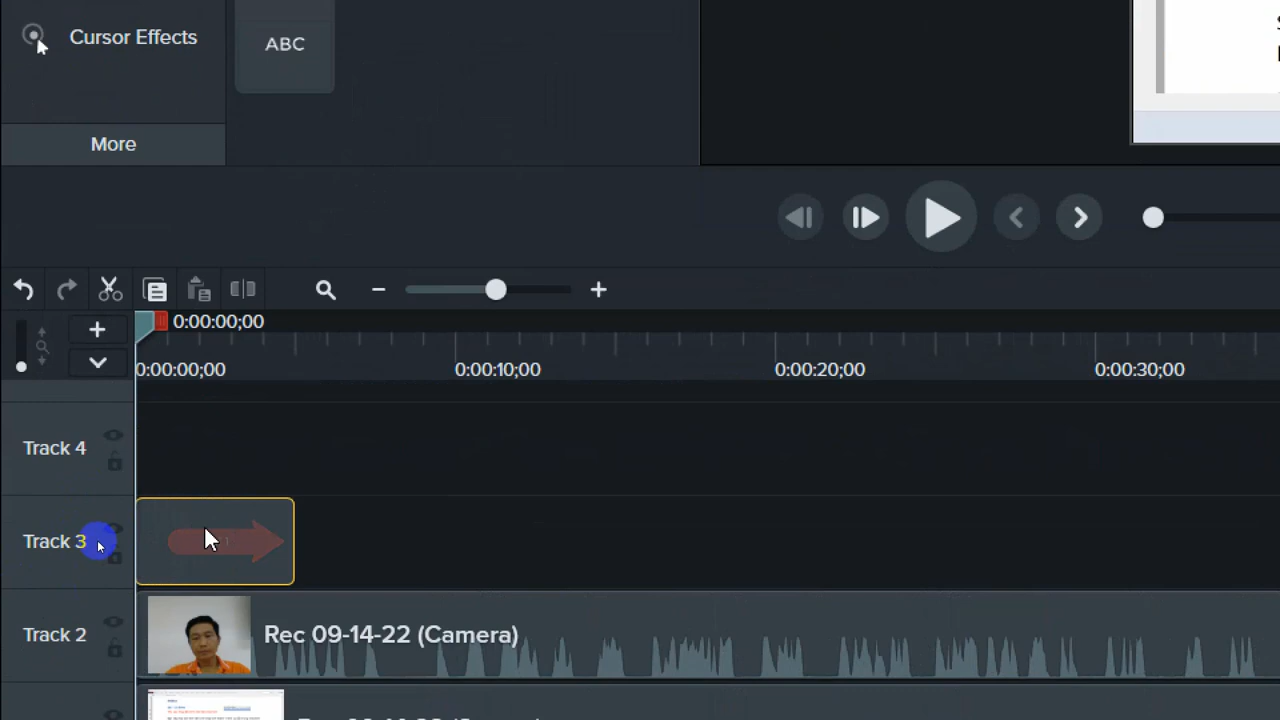 Cursor Effects
ABC
More
0:00:00;00
0:00:00;00
0:00:10;00
0:00:20;00
0:00:30;00
Track 4
Track 3
Track 2
Rec 09-14-22 (Camera)